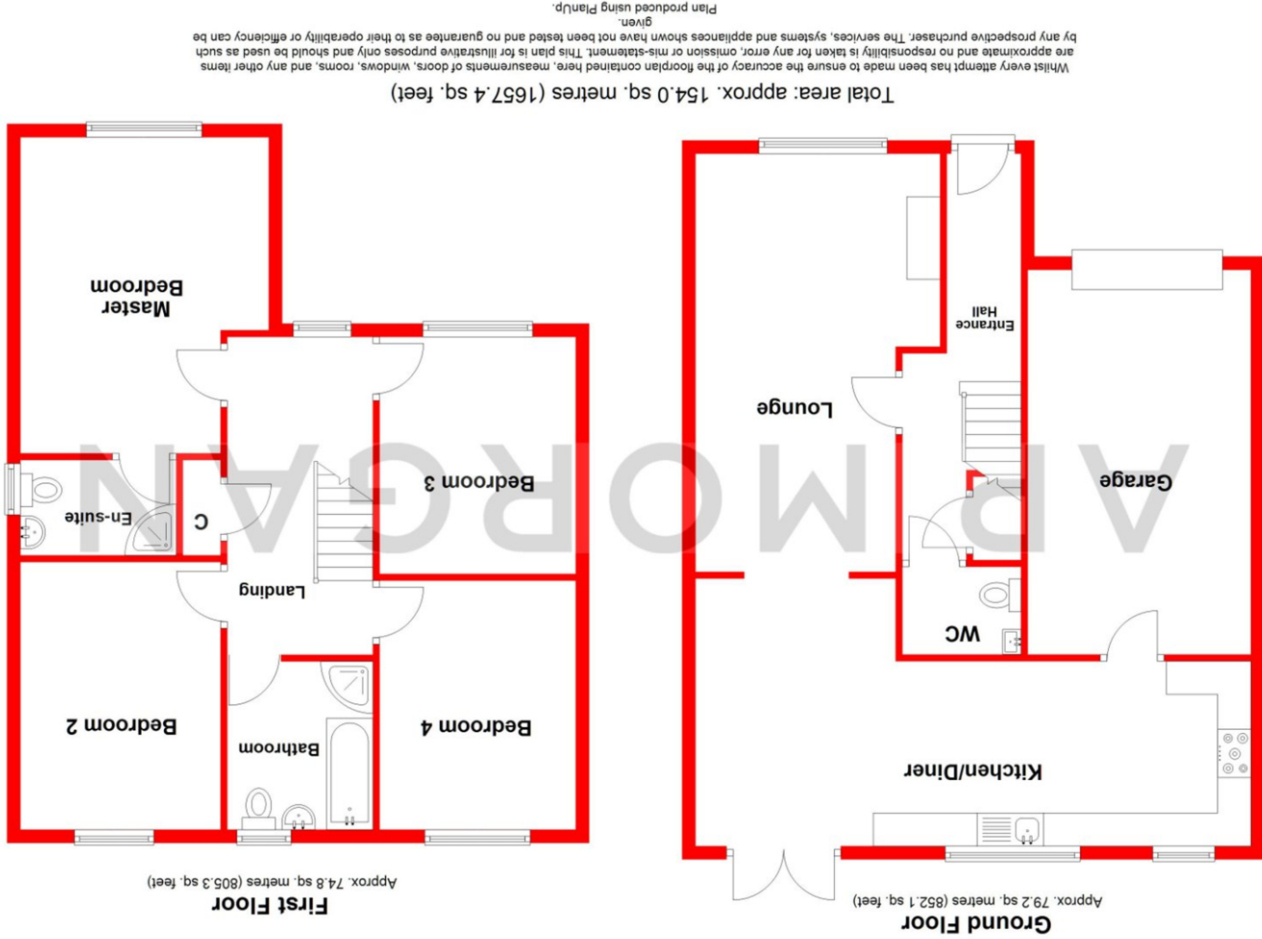 Ground Floor
Approx. 79.2 sq. metres (852.1 sq. feet)
Kitchen/Diner
WC
Garage
Lounge
Entrance
Hall
First Floor
Approx. 74.8 sq. metres (805.3 sq. feet)
Bedroom 4
Bathroom
Bedroom 2
Landing
Bedroom 3
C
En-suite
Master
Bedroom
APMORGAN
Total area: approx. 154.0 sq. metres (1657.4 sq. feet)
Whilst every attempt has been made to ensure the accuracy of the floorplan contained here, measurements of doors, windows, rooms, and any other items
are approximate and no responsibility is taken for any error, omission or mis-statement. This plan is for illustrative purposes only and should be used as such
by any prospective purchaser. The services, systems and appliances shown have not been tested and no guarantee as to their operability or efficiency can be
given.
Plan produced using PlanUp.